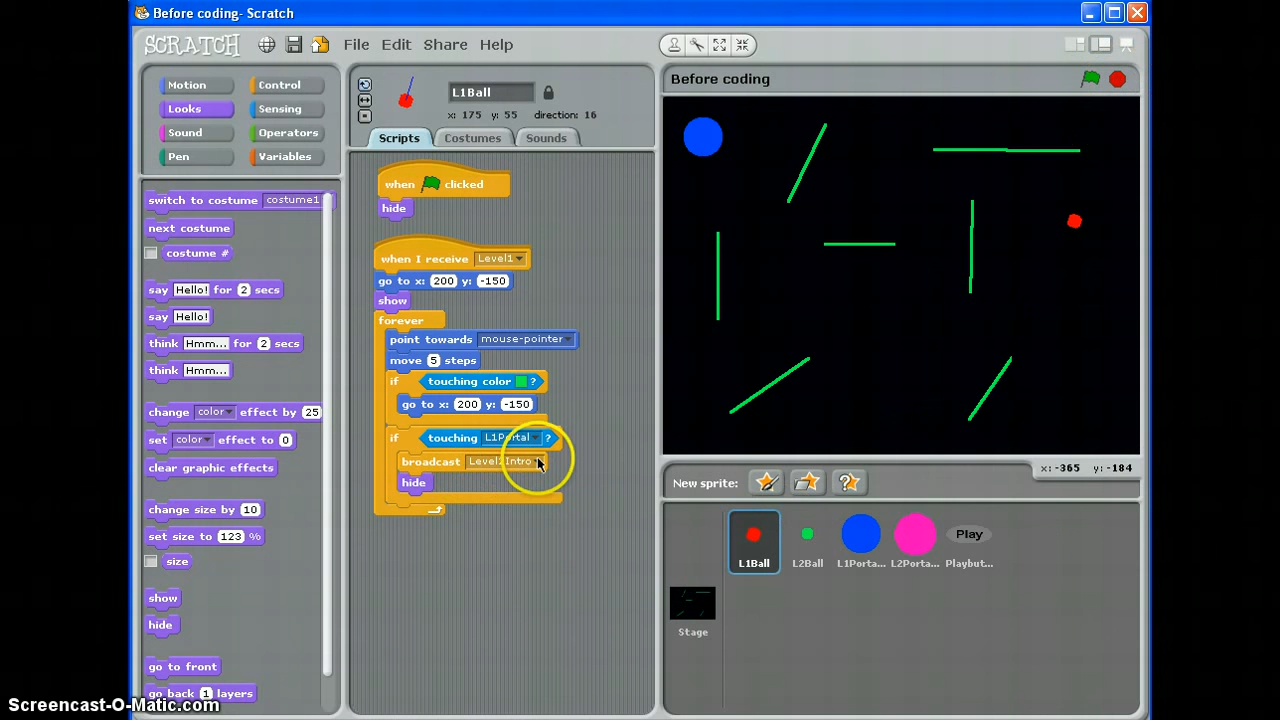 Before coding- Scratch
SCRATCH File Edit Share Help
Motion Control
Looks Sensing
Sound Operators
Pen Variables
switch to costume costume1
next costume
costume #
say Hello! for 2 secs
say Hello!
think Hmm... for 2 secs
think Hmm...
change color effect by 25
set color effect to 0
clear graphic effects
change size by 10
set size to 123 %
size
show
hide
go to front
go back 1 layers
L1Ball
x: 175 y: 55 direction: 16
Scripts Costumes Sounds
when clicked
hide
when I receive Level1
go to x: 200 y: -150
show
forever
point towards mouse-pointer
move 5 steps
if touching color ?
go to x: 200 y: -150
if touching L1Portal ?
broadcast Level2Intro
hide
Before coding
x: -365 y: -184
New sprite:
L1Ball L2Ball L1Porta... L2Porta... Playbut...
Play
Stage
Screencast-O-Matic.com